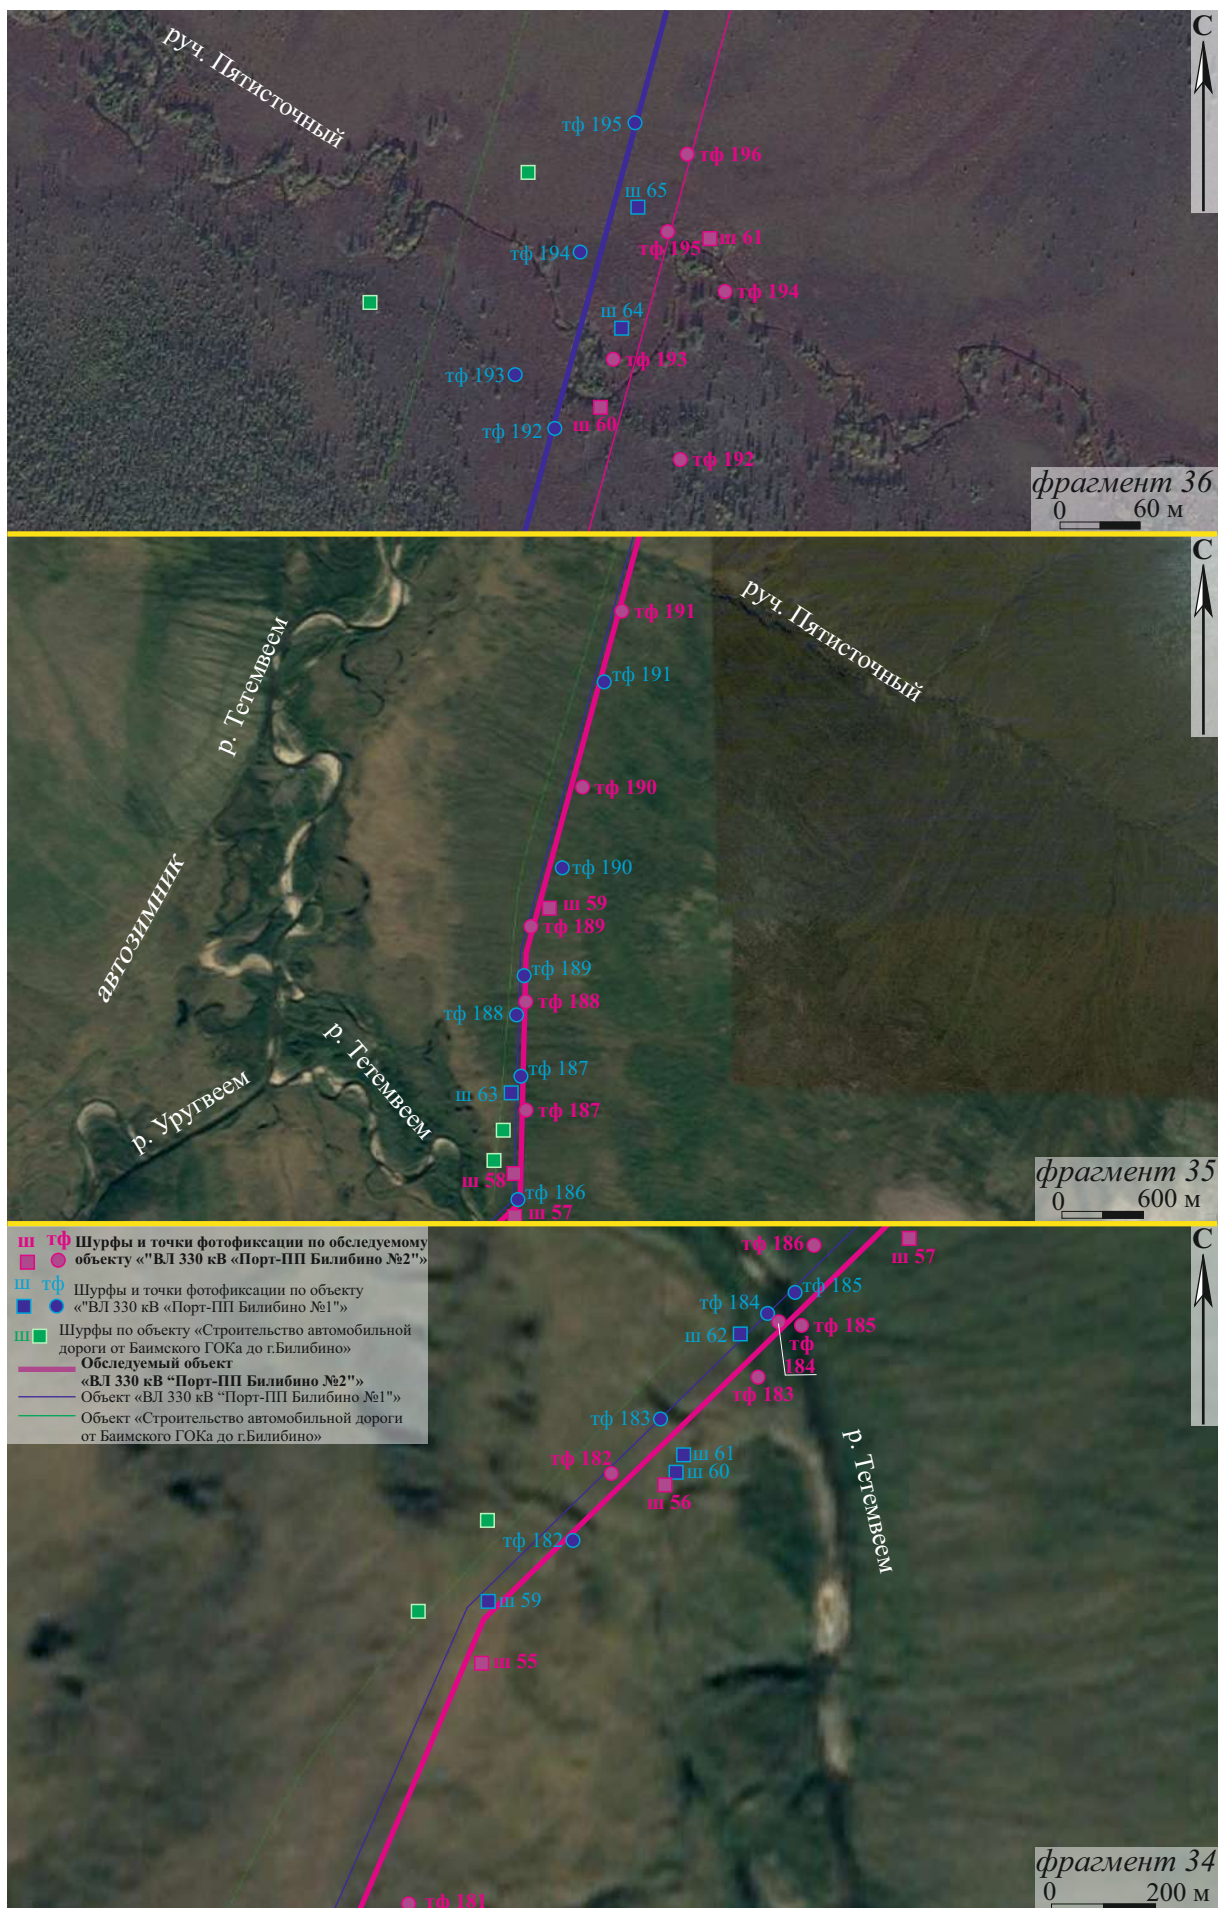 руч. Пятисточный
С
тф 195
тф 196
ш 65
тф 195
ш 61
тф 194
тф 194
ш 64
тф 193
тф 193
ш 60
тф 192
тф 192
фрагмент 36
0 60 м
С
руч. Пятисточный
тф 191
р. Тетемвеем
тф 191
тф 190
тф 190
автозимник
ш 59
тф 189
тф 189
тф 188
тф 188
р. Тетемвеем
тф 187
ш 63
р. Уругвеем
тф 187
ш 58
тф 186
ш 57
фрагмент 35
0 600 м
ш тф Шурфы и точки фотофиксации по обследуемому
объекту «"ВЛ 330 кВ «Порт-ПП Билибино №2"»
ш тф Шурфы и точки фотофиксации по объекту
«"ВЛ 330 кВ «Порт-ПП Билибино №1"»
ш Шурфы по объекту «Строительство автомобильной
дороги от Баимского ГОКа до г.Билибино»
Обследуемый объект
«ВЛ 330 кВ “Порт-ПП Билибино №2"»
Объект «ВЛ 330 кВ “Порт-ПП Билибино №1"»
Объект «Строительство автомобильной дороги
от Баимского ГОКа до г.Билибино»
С
тф 186
ш 57
тф 185
тф 184
тф 185
ш 62
тф
184
тф 183
тф 183
тф 182
ш 61
ш 60
ш 56
р. Тетемвеем
тф 182
ш 59
ш 55
тф 181
фрагмент 34
0 200 м